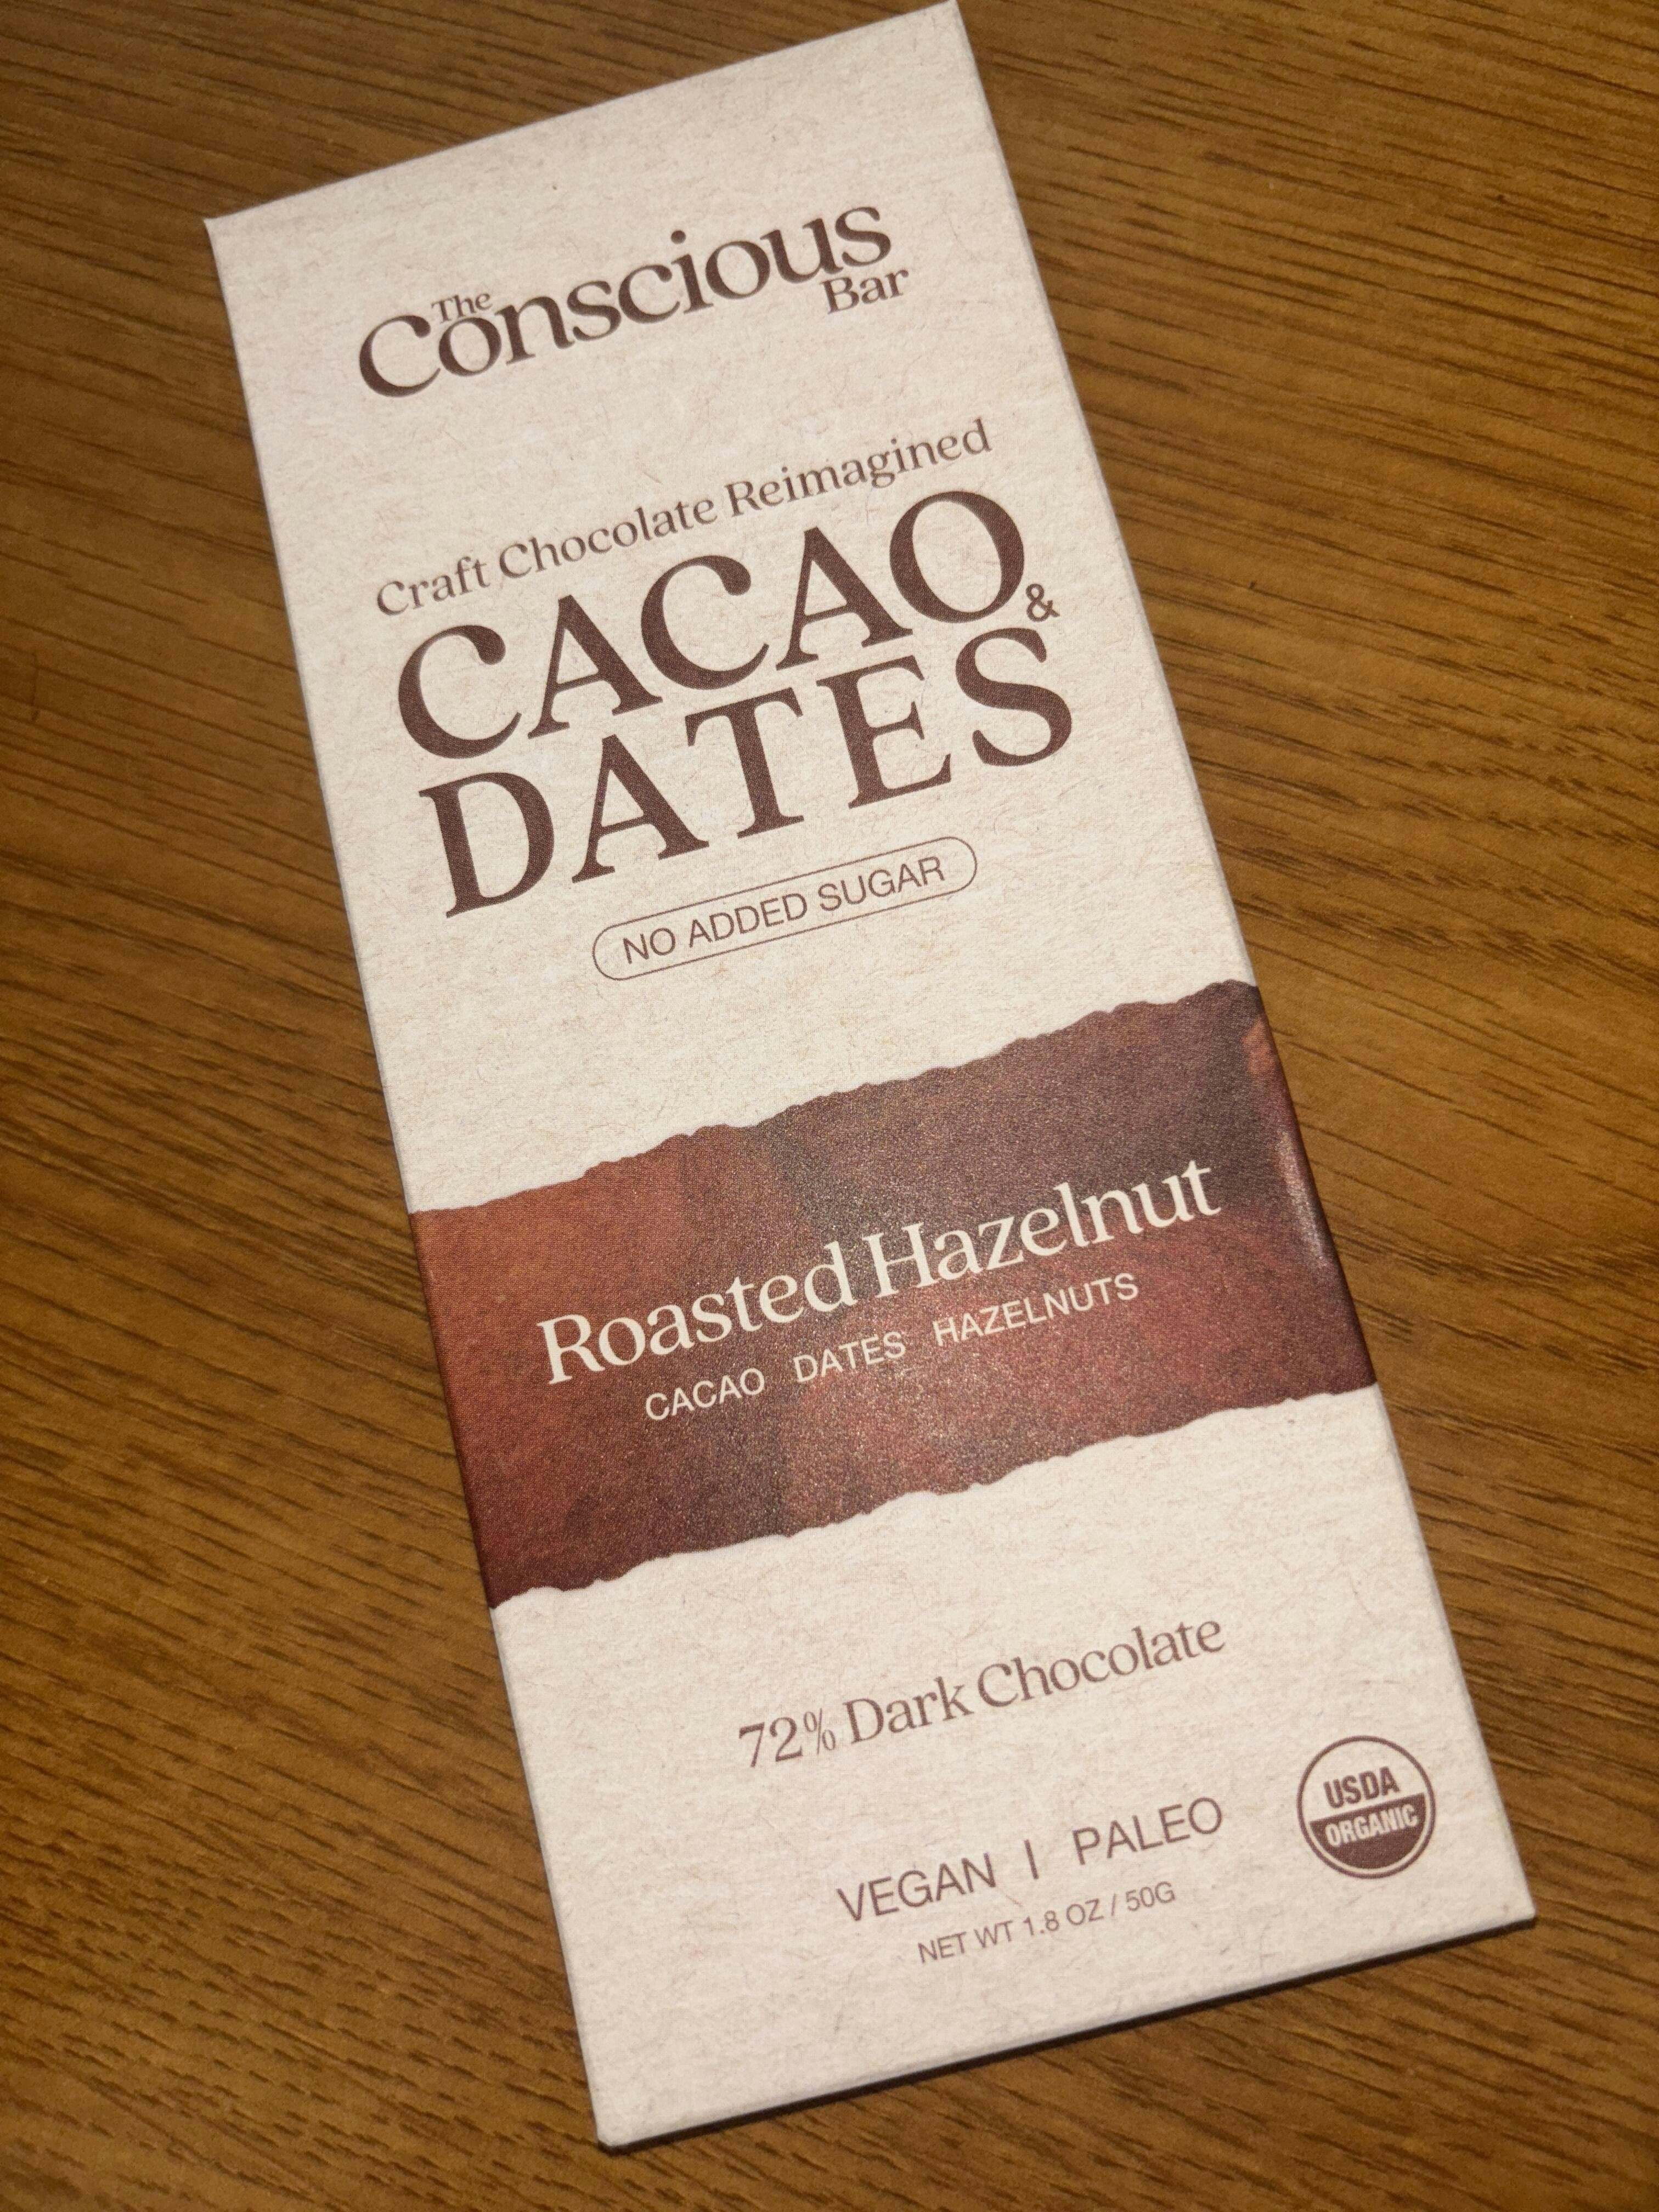 The
Conscious
Bar
Craft Chocolate Reimagined
CACAO
&
DATES
NO ADDED SUGAR
Roasted Hazelnut
CACAO DATES HAZELNUTS
72% Dark Chocolate
VEGAN | PALEO
NET WT 1.8 OZ / 50G
USDA
ORGANIC